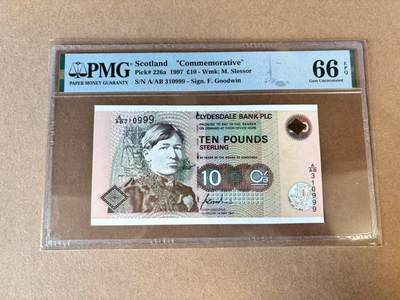 PMG
PAPER MONEY GUARANTY
Scotland "Commemorative"
Pick# 226a 1997 £10 - Wmk: M. Slessor
S/N A/AB 310999 - Sign. F. Goodwin
66 EPQ
Gem Uncirculated
A/AB 310999
CLYDESDALE BANK PLC
TEN POUNDS
STERLING
10
A/AB 310999